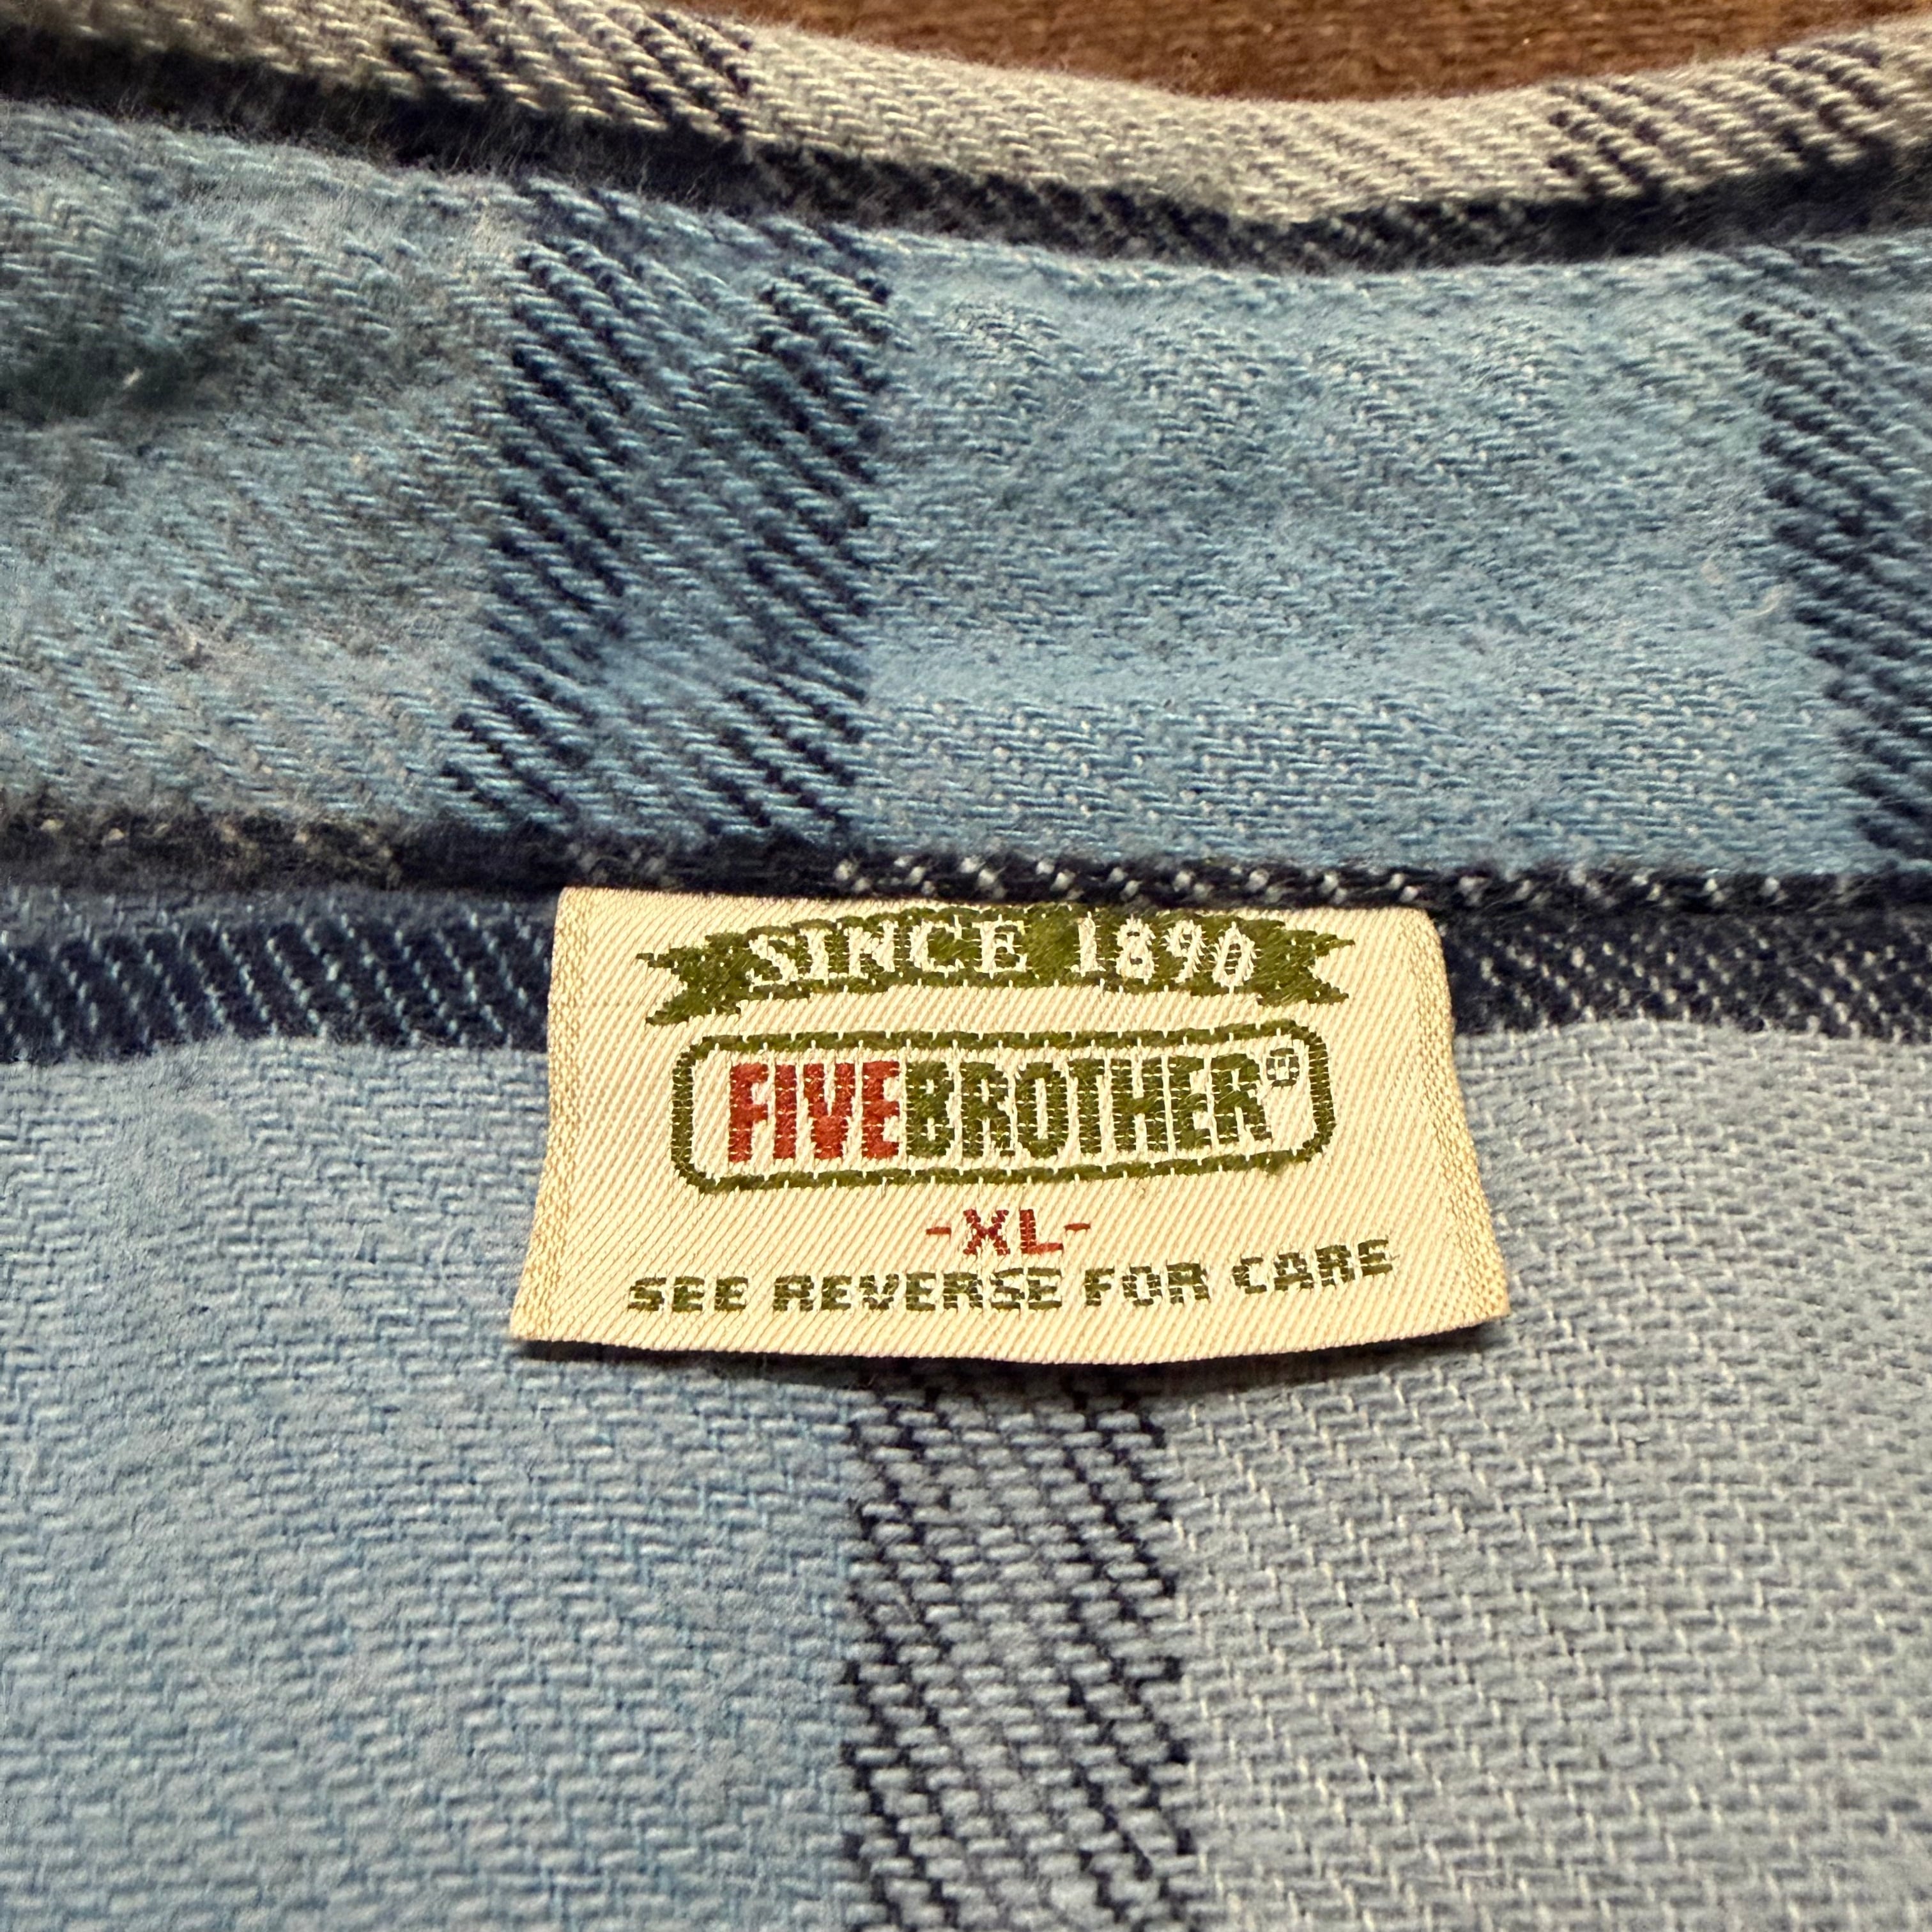 SINCE 1890
FIVEBROTHER®
-XL-
SEE REVERSE FOR CARE